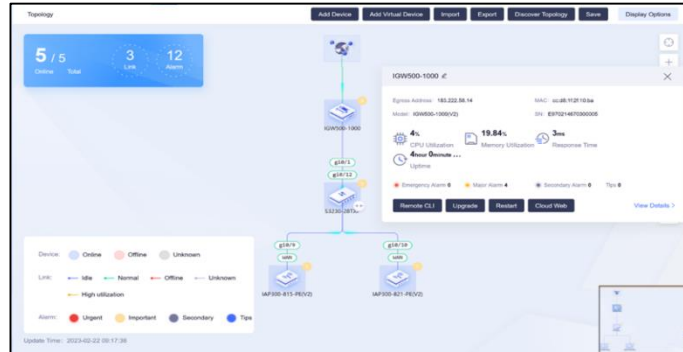 Topology
Add Device
Add Virtual Device
Import
Export
Discover Topology
Save
Display Options
5 / 5
Online
Total
3
Link
12
Alarm
IGW500-1000
Egress Address:
MAC:
Model: IGW500-1000(V2)
SN:
4%
CPU Utilization
19.84%
Memory Utilization
3ms
Response Time
4hour 0minute ...
Uptime
Emergency Alarm 0
Major Alarm 4
Secondary Alarm 0
Tips 0
Remote CLI
Upgrade
Restart
Cloud Web
View Details >
IGW500-1000
gi0/1
gi0/12
gi0/9
wan
gi0/10
wan
IAP300-815-PE(V2)
IAP300-821-PE(V2)
Device:
Online
Offline
Unknown
Link:
Idle
Normal
Offline
Unknown
High utilization
Alarm:
Urgent
Important
Secondary
Tips
Update Time: 2023-02-22 09:17:36